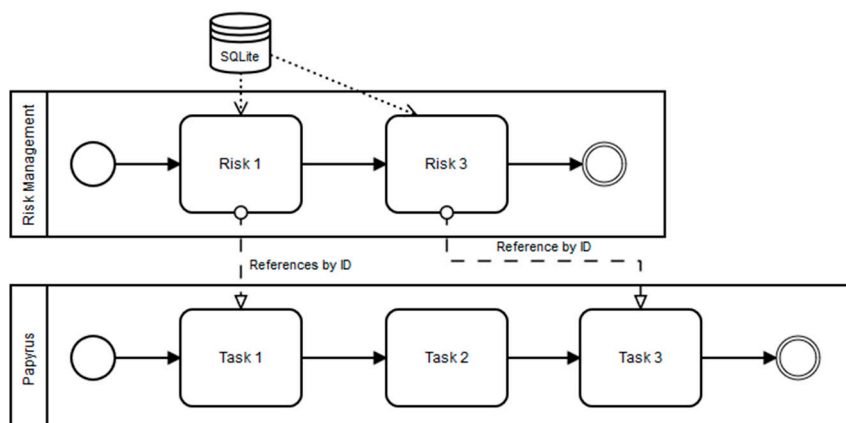 SQLite
Risk Management
Risk 1
Risk 3
References by ID
Reference by ID
Papyrus
Task 1
Task 2
Task 3